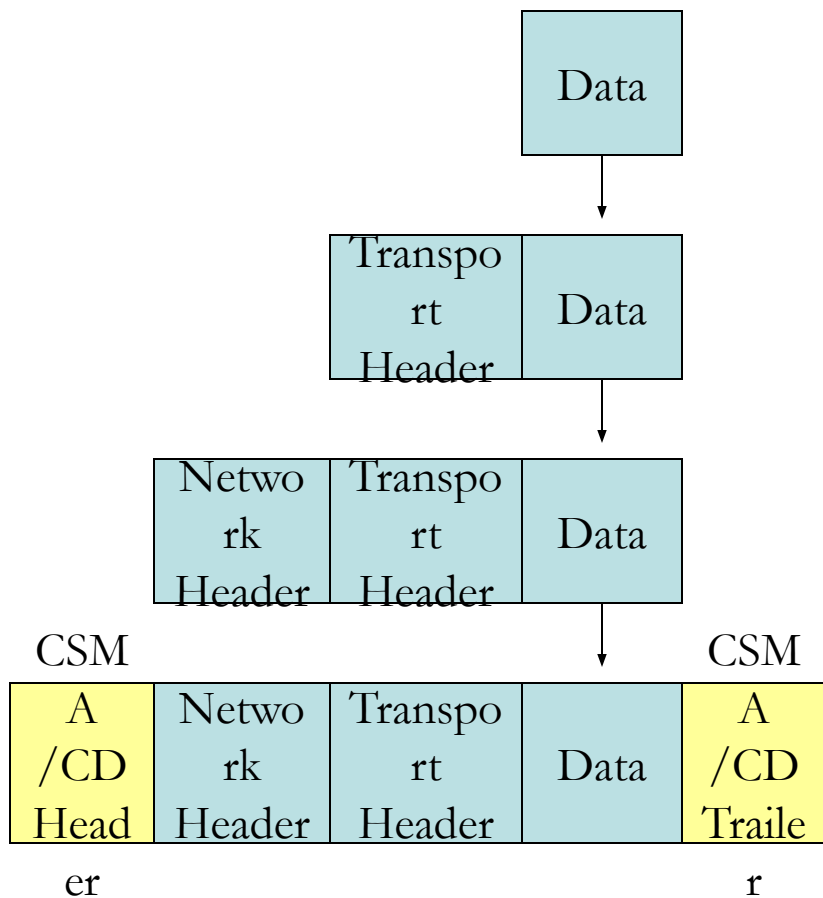 Data
Transpo
rt
Header
Data
Netwo
rk
Header
Transpo
rt
Header
Data
CSM
A
/CD
Head
er
Netwo
rk
Header
Transpo
rt
Header
Data
CSM
A
/CD
Traile
r